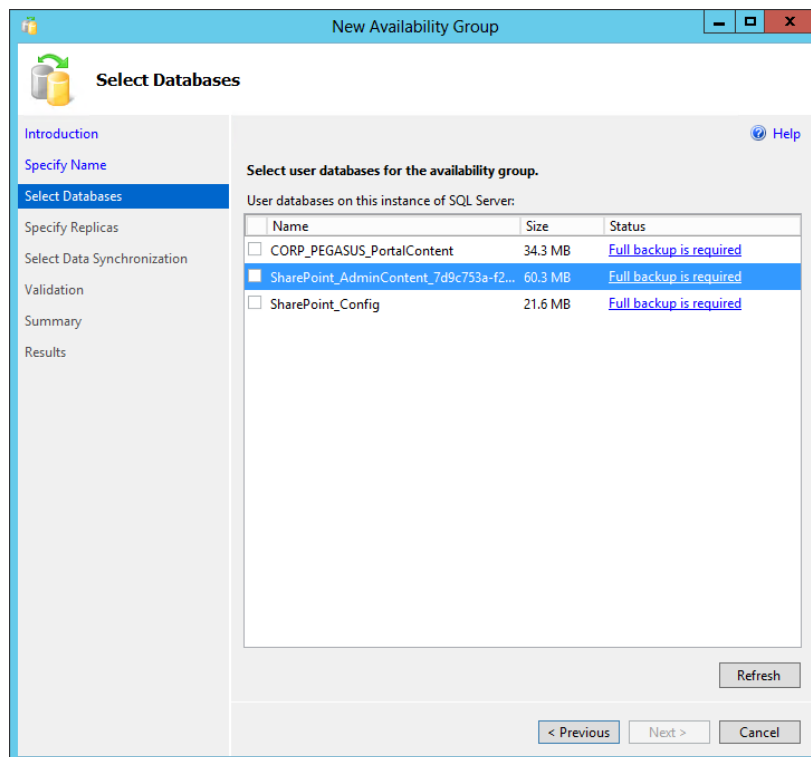 New Availability Group
Select Databases
Introduction
Specify Name
Select Databases
Specify Replicas
Select Data Synchronization
Validation
Summary
Results
Help
Select user databases for the availability group.
User databases on this instance of SQL Server:
Name Size Status
CORP_PEGASUS_PortalContent 34.3 MB Full backup is required
SharePoint_AdminContent_7d9c753a-f2... 60.3 MB Full backup is required
SharePoint_Config 21.6 MB Full backup is required
Refresh
< Previous Next > Cancel